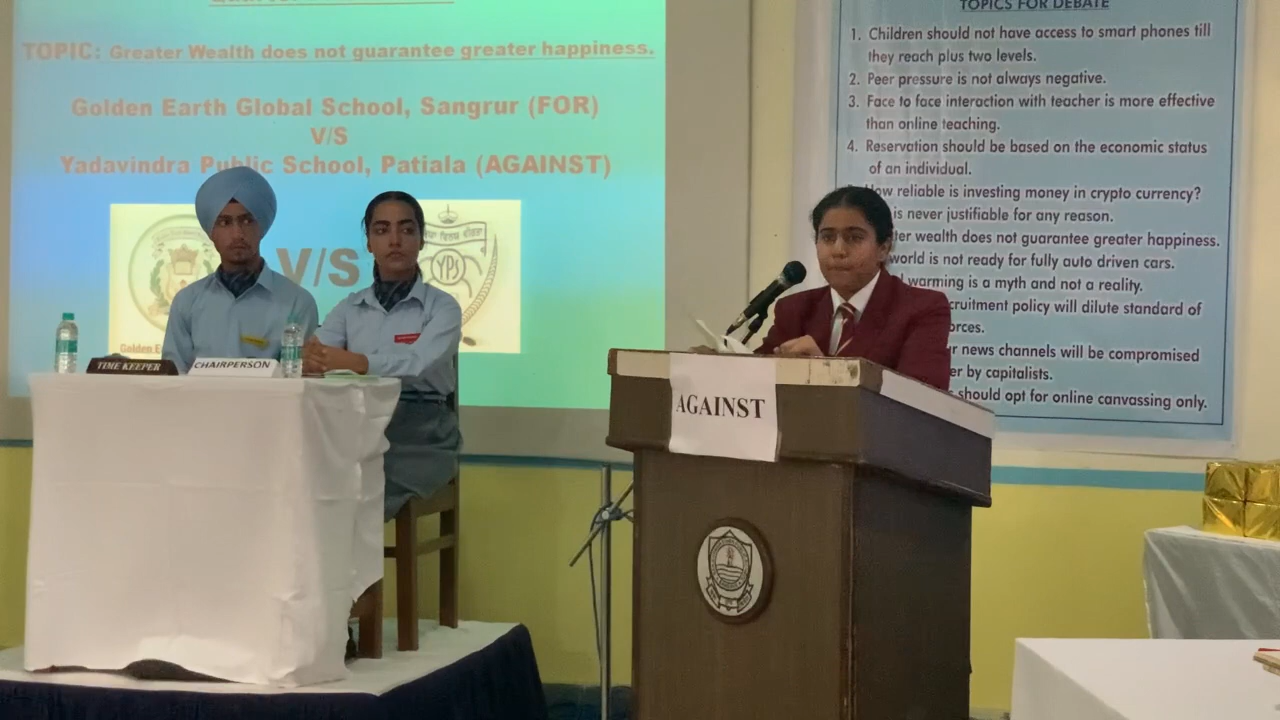 TOPIC: Greater Wealth does not guarantee greater happiness.
Golden Earth Global School, Sangrur (FOR)
V/S
Yadavindra Public School, Patiala (AGAINST)
V/S
YPS
Golden E
TIME KEEPER
CHAIRPERSON
AGAINST
TOPICS FOR DEBATE
1. Children should not have access to smart phones till
they reach plus two levels.
2. Peer pressure is not always negative.
3. Face to face interaction with teacher is more effective
than online teaching.
4. Reservation should be based on the economic status
of an individual.
How reliable is investing money in crypto currency?
is never justifiable for any reason.
wealth does not guarantee greater happiness.
world is not ready for fully auto driven cars.
warming is a myth and not a reality.
policy will dilute standard of
news channels will be compromised
by capitalists.
should opt for online canvassing only.